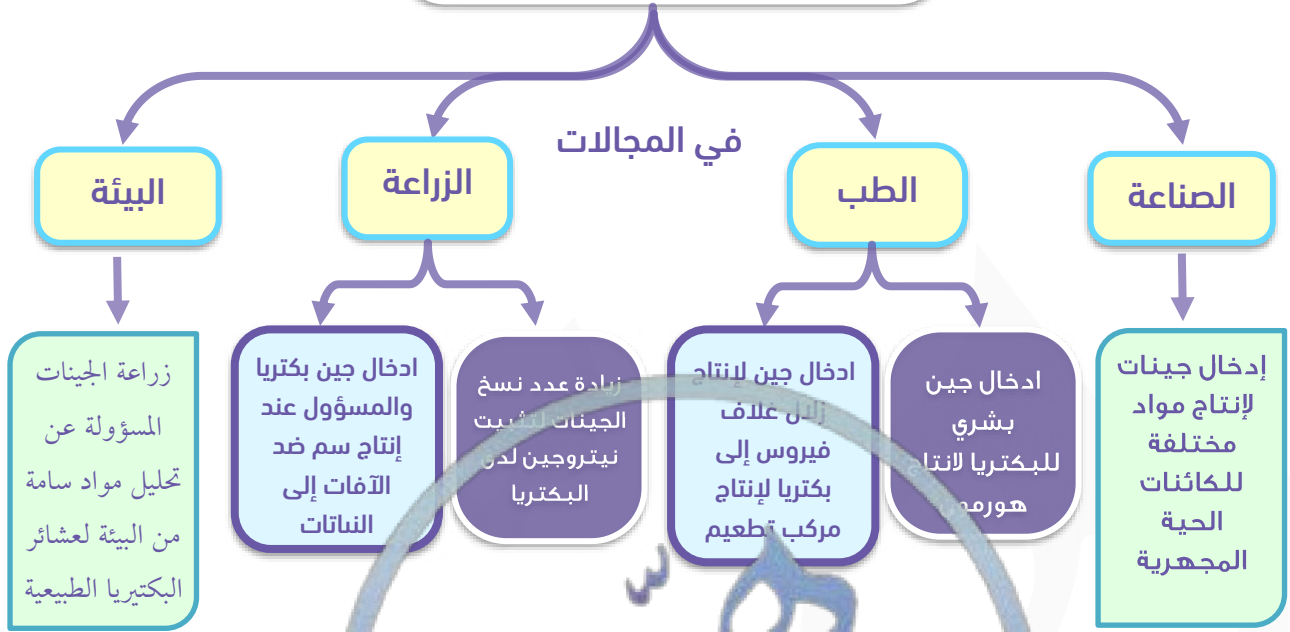 في المجالات
الصناعة
الطب
الزراعة
البيئة
إدخال جينات
لإنتاج مواد
مختلفة
للكائنات
الحية
المجهرية
ادخال جين
بشري
للبكتريا لانتاج
هورمون
ادخال جين لإنتاج
زلال غلاف
فيروس إلى
بكتريا لإنتاج
مركب تطعيم
زيادة عدد نسخ
الجينات لتثبيت
نيتروجين لدى
البكتريا
ادخال جين بكتريا
والمسؤول عند
إنتاج سم ضد
الآفات إلى
النباتات
زراعة الجينات
المسؤولة عن
تحليل مواد سامة
من البيئة لعشائر
البكتيريا الطبيعية